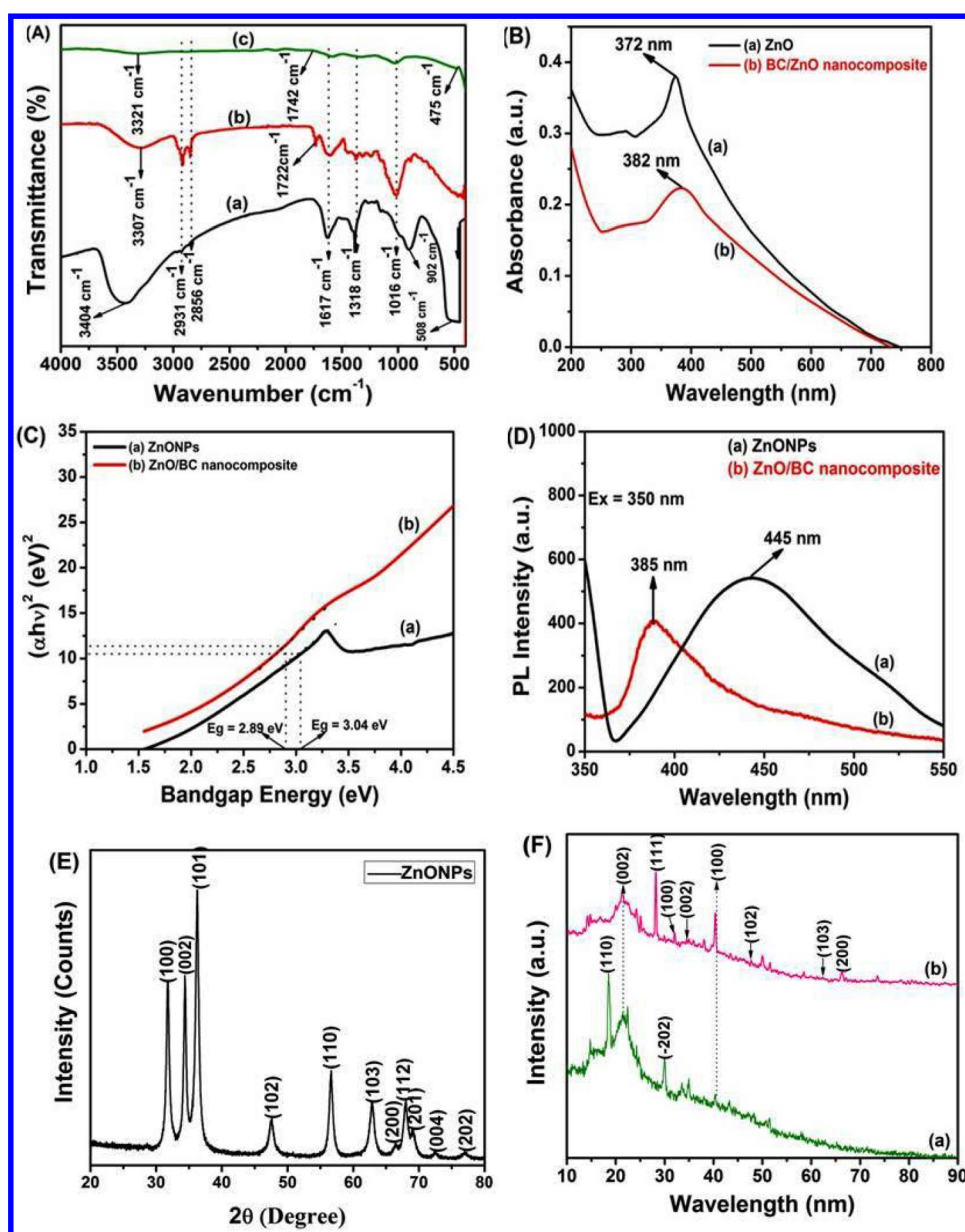 (A)
(c)
3321 cm⁻¹
1742 cm⁻¹
475 cm⁻¹
(b)
3307 cm⁻¹
1722cm⁻¹
(a)
3404 cm⁻¹
2931 cm⁻¹
2856 cm⁻¹
1617 cm⁻¹
1318 cm⁻¹
1016 cm⁻¹
902 cm⁻¹
508 cm⁻¹
Transmittance (%)
4000 3500 3000 2500 2000 1500 1000 500
Wavenumber (cm⁻¹)
(B)
(a) ZnO
(b) BC/ZnO nanocomposite
372 nm
(a)
382 nm
(b)
Absorbance (a.u.)
0.4
0.3
0.2
0.1
0.0
200 300 400 500 600 700 800
Wavelength (nm)
(C)
(a) ZnONPs
(b) ZnO/BC nanocomposite
(b)
(a)
Eg = 2.89 eV
Eg = 3.04 eV
(αhν)² (eV)²
35
30
25
20
15
10
5
0
1.0 1.5 2.0 2.5 3.0 3.5 4.0 4.5
Bandgap Energy (eV)
(D)
(a) ZnONPs
(b) ZnO/BC nanocomposite
Ex = 350 nm
445 nm
385 nm
(a)
(b)
PL Intensity (a.u.)
1000
800
600
400
200
0
350 400 450 500 550
Wavelength (nm)
(E)
ZnONPs
(100)
(002)
(101)
(102)
(110)
(103)
(200)
(112)
(201)
(004)
(202)
Intensity (Counts)
20 30 40 50 60 70 80
2θ (Degree)
(F)
(002)
(111)
(100)
(002)
(100)
(102)
(103)
(200)
(b)
(110)
(-202)
(a)
Intensity (a.u.)
10 20 30 40 50 60 70 80 90
Wavelength (nm)